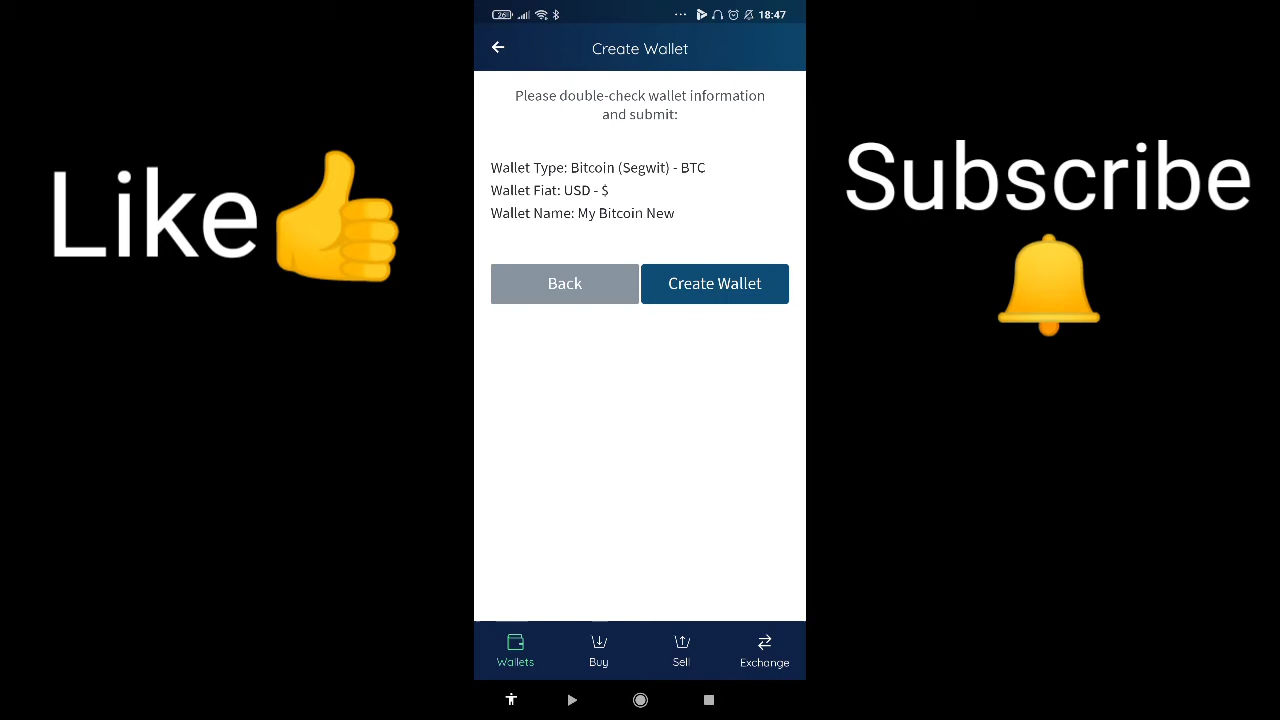 26
18:47
Create Wallet
Please double-check wallet information
and submit:
Wallet Type: Bitcoin (Segwit) - BTC
Wallet Fiat: USD - $
Wallet Name: My Bitcoin New
Back
Create Wallet
Wallets
Buy
Sell
Exchange
Like👍
Subscribe
🔔